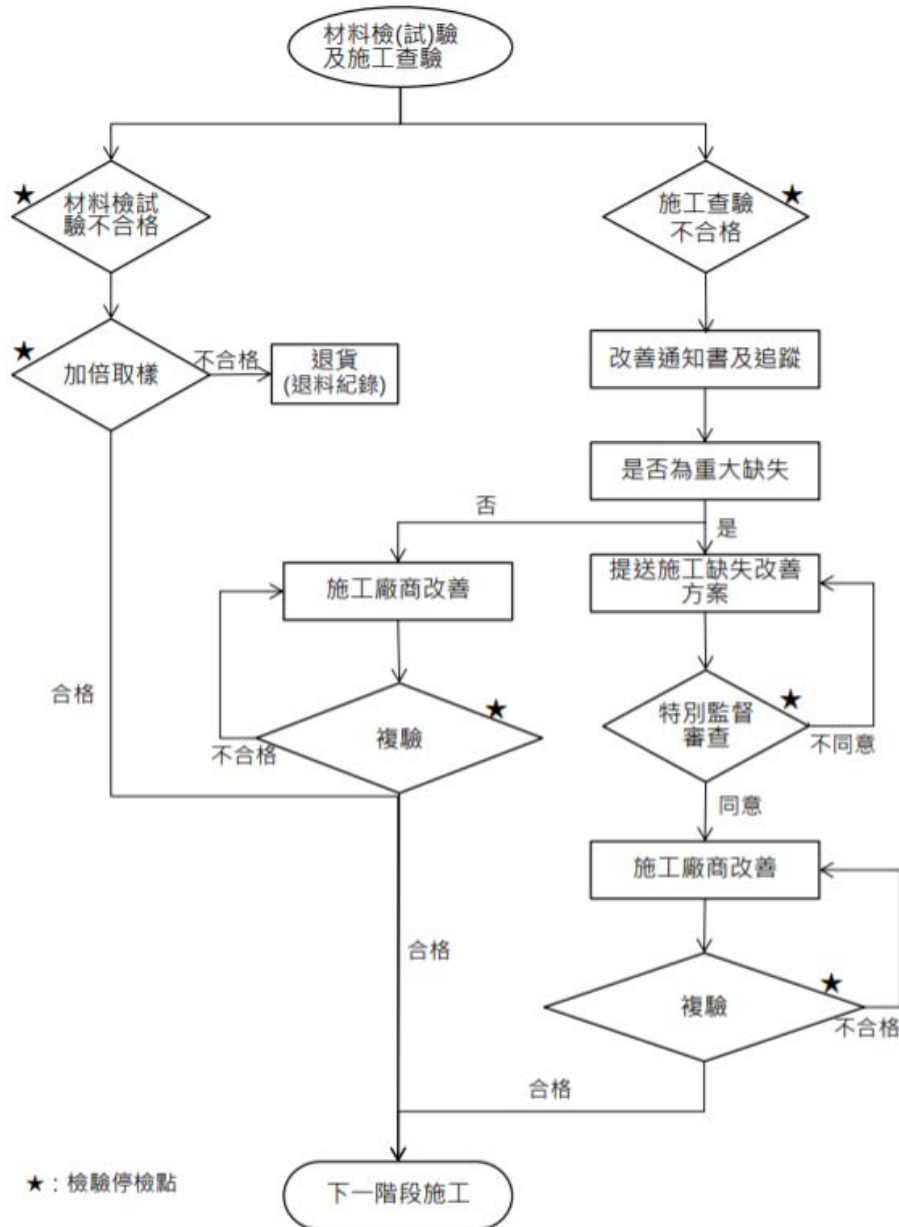 材料檢(試)驗
及施工查驗
★
材料檢試
驗不合格
★
施工查驗
不合格
★
加倍取樣
不合格
退貨
(退料紀錄)
改善通知書及追蹤
是否為重大缺失
否
是
施工廠商改善
提送施工缺失改善
方案
合格
★
複驗
不合格
★
特別監督
審查
不同意
同意
施工廠商改善
合格
★
複驗
不合格
合格
★：檢驗停檢點
下一階段施工